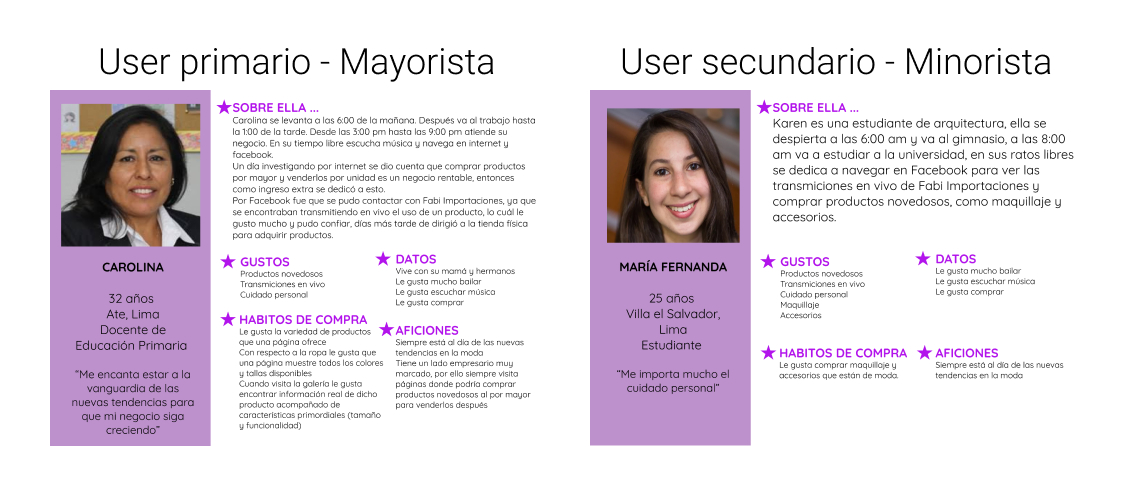 User primario - Mayorista
CAROLINA
32 años
Ate, Lima
Docente de
Educación Primaria
“Me encanta estar a la
vanguardia de las
nuevas tendencias para
que mi negocio siga
creciendo”
SOBRE ELLA ...
Carolina se levanta a las 6:00 de la mañana. Después va al trabajo hasta
la 1:00 de la tarde. Desde las 3:00 pm hasta las 9:00 pm atiende su
negocio. En su tiempo libre escucha música y navega en internet y
facebook.
Un día investigando por internet se dio cuenta que comprar productos
por mayor y venderlos por unidad es un negocio rentable, entonces
como ingreso extra se dedicó a esto.
Por Facebook fue que se pudo contactar con Fabi Importaciones, ya que
se encontraban transmitiendo en vivo el uso de un producto, lo cuál le
gusto mucho y pudo confiar, días más tarde de dirigió a la tienda física
para adquirir productos.
GUSTOS
Productos novedosos
Transmiciones en vivo
Cuidado personal
DATOS
Vive con su mamá y hermanos
Le gusta mucho bailar
Le gusta escuchar música
Le gusta comprar
HABITOS DE COMPRA
Le gusta la variedad de productos
que una página ofrece
Con respecto a la ropa le gusta que
una página muestre todos los colores
y tallas disponibles
Cuando visita la galería le gusta
encontrar información real de dicho
producto acompañado de
características primordiales (tamaño
y funcionalidad)
AFICIONES
Siempre está al día de las nuevas
tendencias en la moda
Tiene un lado empresario muy
marcado, por ello siempre visita
páginas donde podría comprar
productos novedosos al por mayor
para venderlos después
User secundario - Minorista
MARÍA FERNANDA
25 años
Villa el Salvador,
Lima
Estudiante
“Me importa mucho el
cuidado personal”
SOBRE ELLA ...
Karen es una estudiante de arquitectura, ella se
despierta a las 6:00 am y va al gimnasio, a las 8:00
am va a estudiar a la universidad, en sus ratos libres
se dedica a navegar en Facebook para ver las
transmiciones en vivo de Fabi Importaciones y
comprar productos novedosos, como maquillaje y
accesorios.
GUSTOS
Productos novedosos
Transmiciones en vivo
Cuidado personal
Maquillaje
Accesorios
DATOS
Le gusta mucho bailar
Le gusta escuchar música
Le gusta comprar
HABITOS DE COMPRA
Le gusta comprar maquillaje y
accesorios que están de moda.
AFICIONES
Siempre está al día de las nuevas
tendencias en la moda